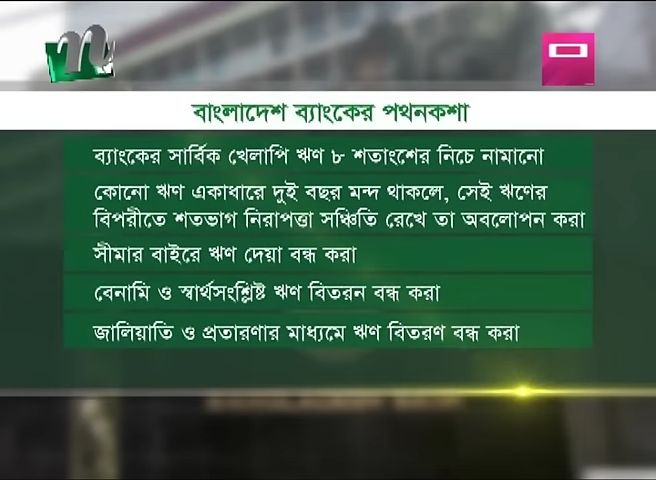 বাংলাদেশ ব্যাংকের পথনকশা
ব্যাংকের সার্বিক খেলাপি ঋণ ৮ শতাংশের নিচে নামানো
কোনো ঋণ একাধারে দুই বছর মন্দ থাকলে, সেই ঋণের
বিপরীতে শতভাগ নিরাপত্তা সঞ্চিতি রেখে তা অবলোপন করা
সীমার বাইরে ঋণ দেয়া বন্ধ করা
বেনামি ও স্বার্থসংশ্লিষ্ট ঋণ বিতরন বন্ধ করা
জালিয়াতি ও প্রতারণার মাধ্যমে ঋণ বিতরণ বন্ধ করা